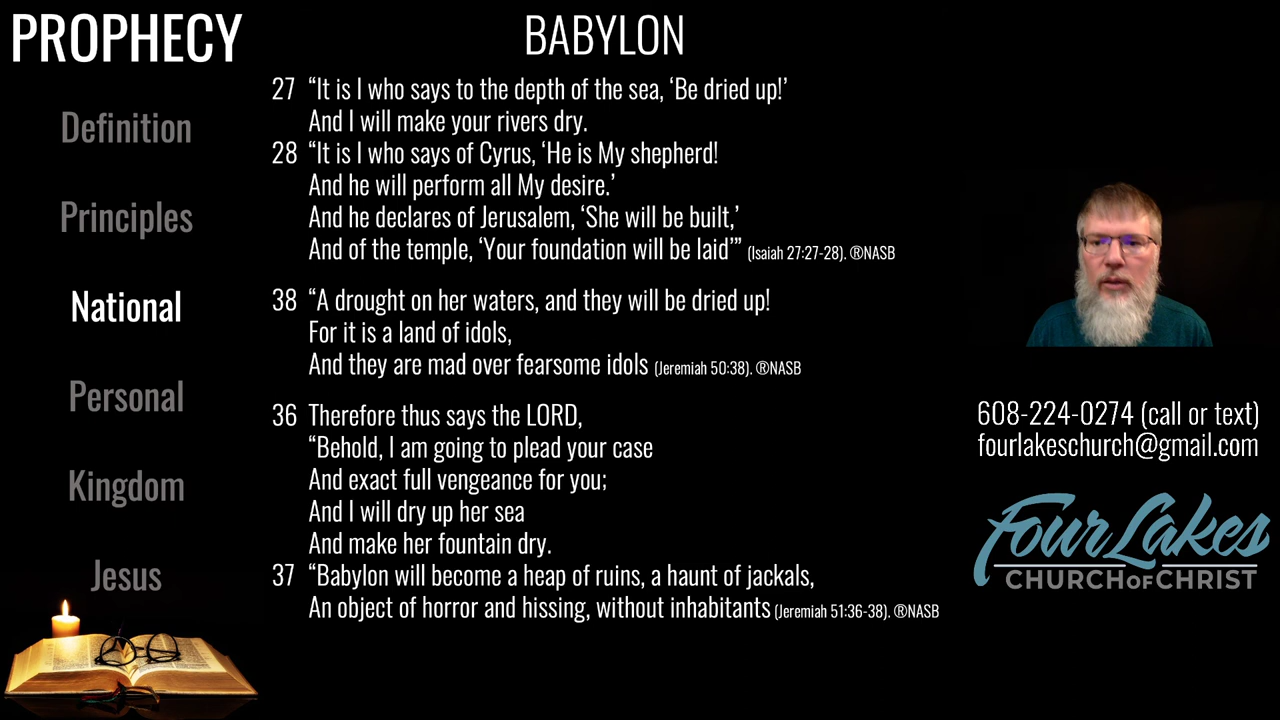 PROPHECY
Definition
Principles
National
Personal
Kingdom
Jesus
BABYLON
27 “It is I who says to the depth of the sea, ‘Be dried up!’
And I will make your rivers dry.
28 “It is I who says of Cyrus, ‘He is My shepherd!
And he will perform all My desire.’
And he declares of Jerusalem, ‘She will be built,’
And of the temple, ‘Your foundation will be laid’” (Isaiah 27:27-28). ®NASB
38 “A drought on her waters, and they will be dried up!
For it is a land of idols,
And they are mad over fearsome idols (Jeremiah 50:38). ®NASB
36 Therefore thus says the LORD,
“Behold, I am going to plead your case
And exact full vengeance for you;
And I will dry up her sea
And make her fountain dry.
37 “Babylon will become a heap of ruins, a haunt of jackals,
An object of horror and hissing, without inhabitants (Jeremiah 51:36-38). ®NASB
608-224-0274 (call or text)
fourlakeschurch@gmail.com
Four Lakes
CHURCH OF CHRIST